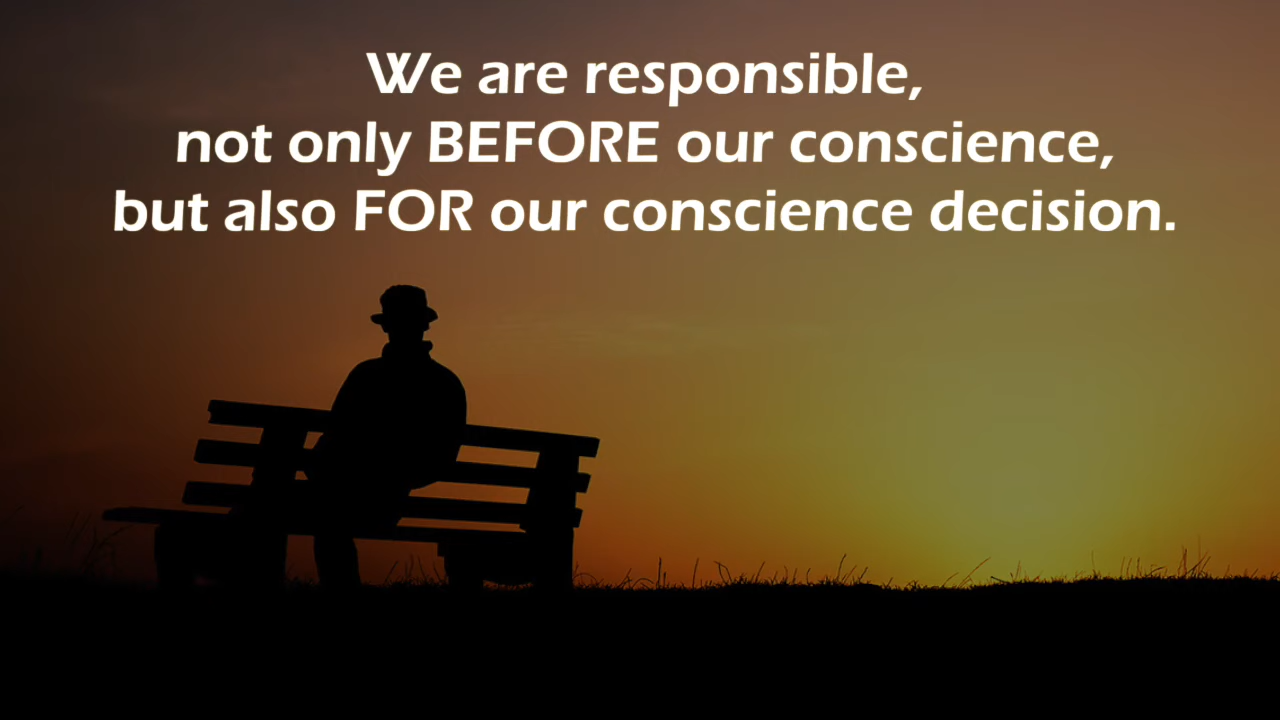 We are responsible,
not only BEFORE our conscience,
but also FOR our conscience decision.